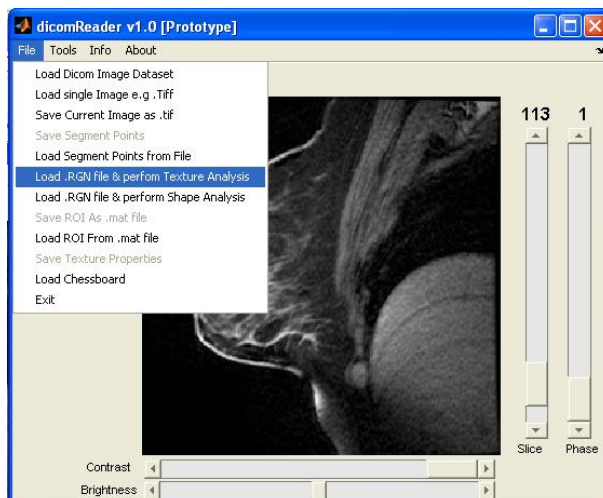 dicomReader v1.0 [Prototype]
File Tools Info About
Load Dicom Image Dataset
Load single Image e.g .Tiff
Save Current Image as .tif
Save Segment Points
Load Segment Points from File
Load .RGN file & perfom Texture Analysis
Load .RGN file & perform Shape Analysis
Save ROI As .mat file
Load ROI From .mat file
Save Texture Properties
Load Chessboard
Exit
113 1
Slice Phase
Contrast
Brightness